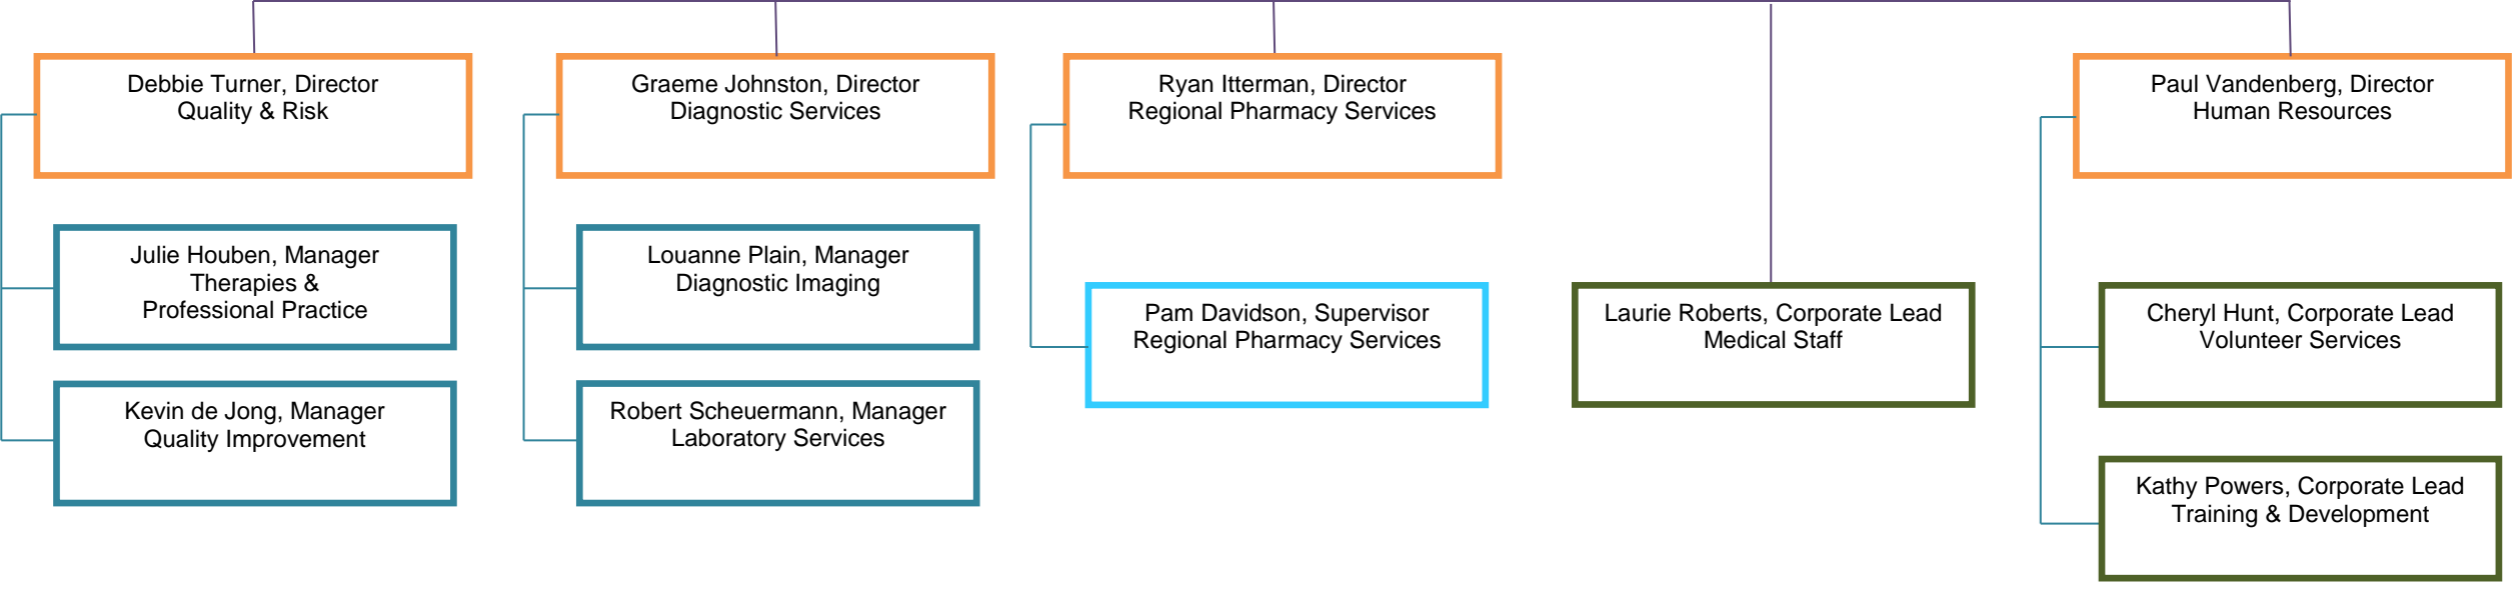 Debbie Turner, Director
Quality & Risk
Julie Houben, Manager
Therapies &
Professional Practice
Kevin de Jong, Manager
Quality Improvement
Graeme Johnston, Director
Diagnostic Services
Louanne Plain, Manager
Diagnostic Imaging
Robert Scheuermann, Manager
Laboratory Services
Ryan Itterman, Director
Regional Pharmacy Services
Pam Davidson, Supervisor
Regional Pharmacy Services
Laurie Roberts, Corporate Lead
Medical Staff
Paul Vandenberg, Director
Human Resources
Cheryl Hunt, Corporate Lead
Volunteer Services
Kathy Powers, Corporate Lead
Training & Development